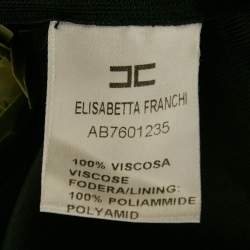 ELISABETTA FRANCHI
AB7601235
100% VISCOSA
VISCOSE
FODERA/LINING:
100% POLIAMMIDE
POLYAMID